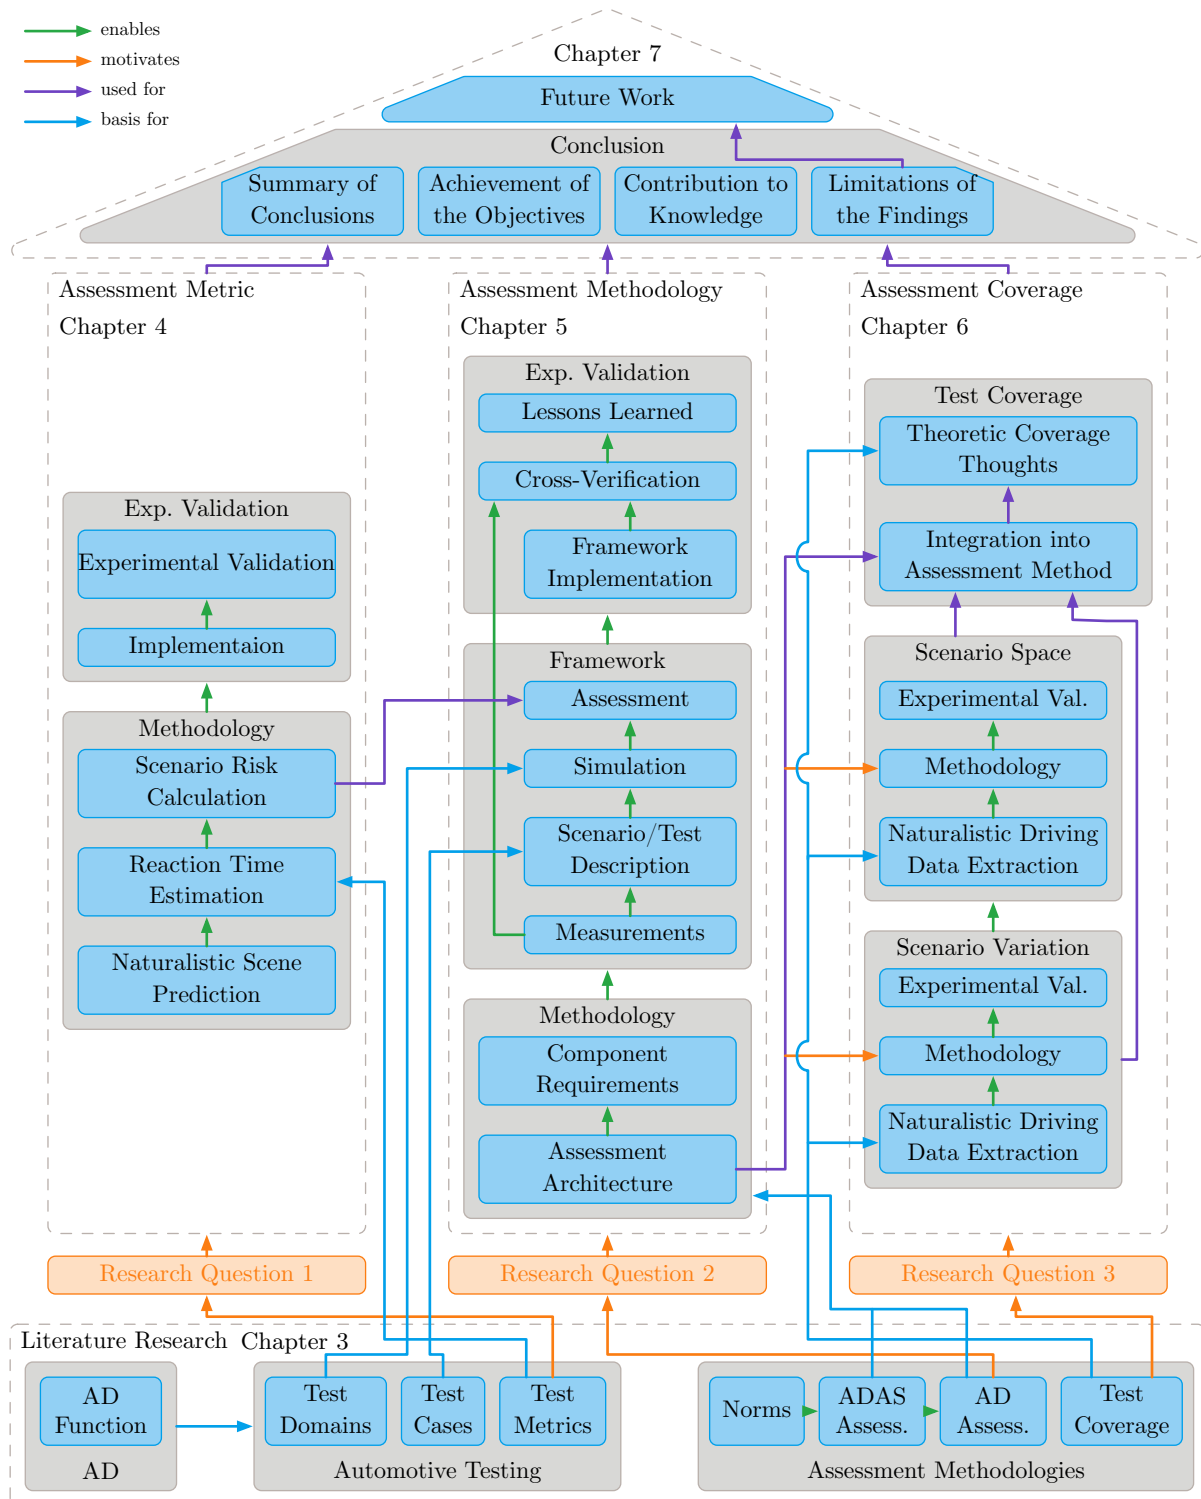 enables
motivates
used for
basis for
Chapter 7
Future Work
Conclusion
Summary of
Conclusions
Achievement of
the Objectives
Contribution to
Knowledge
Limitations of
the Findings
Assessment Metric
Chapter 4
Exp. Validation
Experimental Validation
Implementaion
Methodology
Scenario Risk
Calculation
Reaction Time
Estimation
Naturalistic Scene
Prediction
Assessment Methodology
Chapter 5
Exp. Validation
Lessons Learned
Cross-Verification
Framework
Implementation
Framework
Assessment
Simulation
Scenario/Test
Description
Measurements
Methodology
Component
Requirements
Assessment
Architecture
Assessment Coverage
Chapter 6
Test Coverage
Theoretic Coverage
Thoughts
Integration into
Assessment Method
Scenario Space
Experimental Val.
Methodology
Naturalistic Driving
Data Extraction
Scenario Variation
Experimental Val.
Methodology
Naturalistic Driving
Data Extraction
Research Question 1
Research Question 2
Research Question 3
Literature Research Chapter 3
AD
Function
AD
Test
Domains
Test
Cases
Test
Metrics
Automotive Testing
Norms
ADAS
Assess.
AD
Assess.
Test
Coverage
Assessment Methodologies